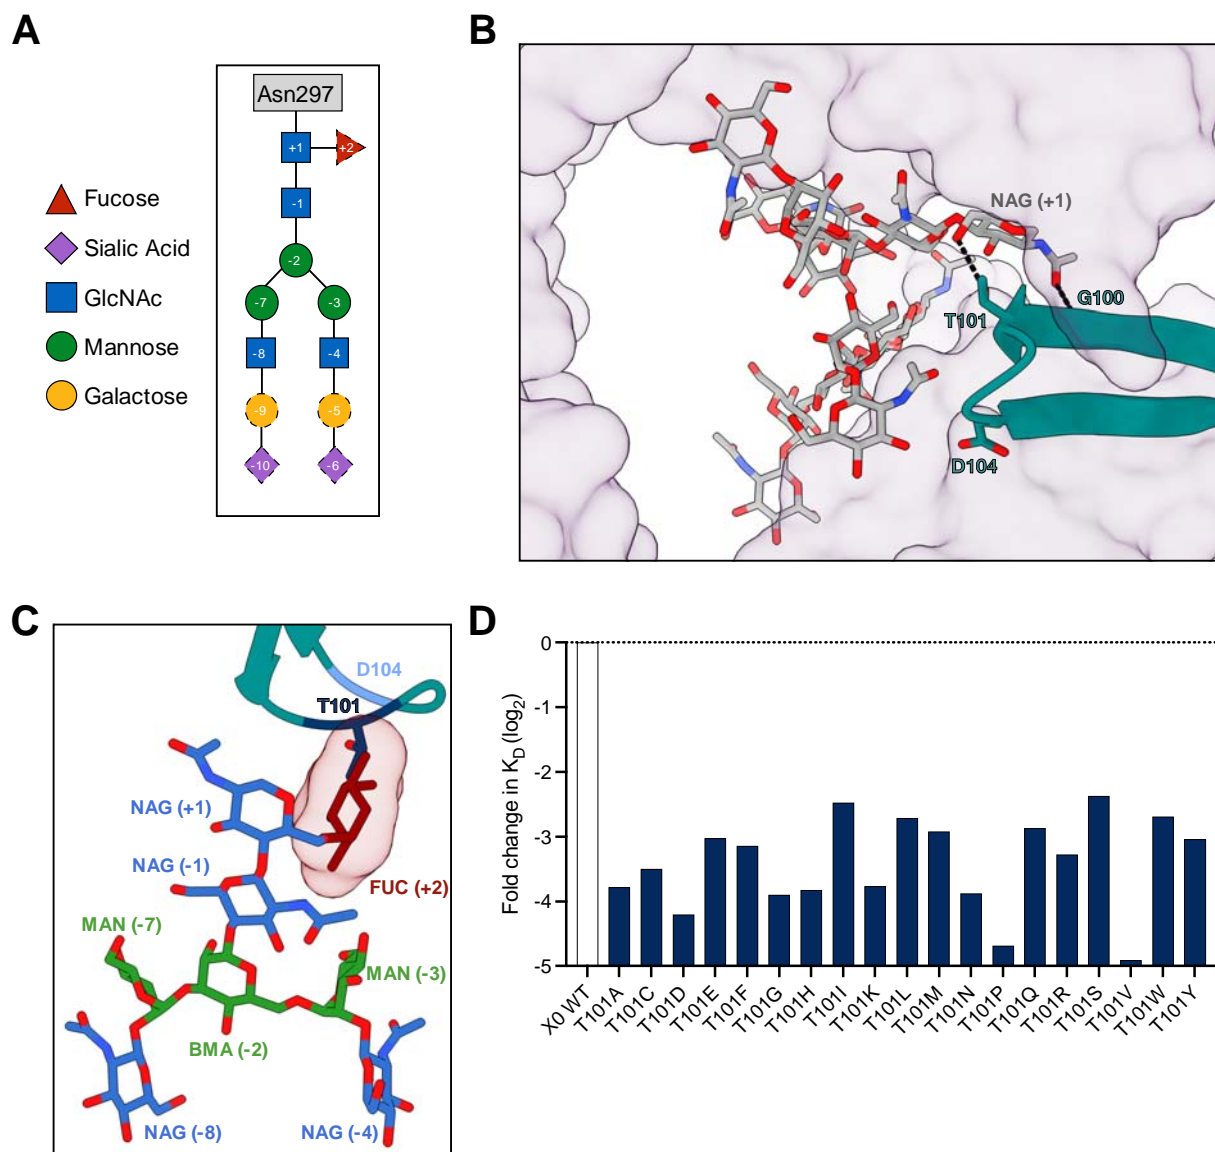 A
Asn297
+1
+2
-1
-2
-7
-3
-8
-4
-9
-5
-10
-6
Fucose
Sialic Acid
GlcNAc
Mannose
Galactose
B
NAG (+1)
G100
T101
D104
C
D104
T101
NAG (+1)
NAG (-1)
FUC (+2)
MAN (-7)
MAN (-3)
BMA (-2)
NAG (-8)
NAG (-4)
D
Fold change in KD (log2)
0
-1
-2
-3
-4
-5
X0 WT
T101A
T101C
T101D
T101E
T101F
T101G
T101H
T101I
T101K
T101L
T101M
T101N
T101P
T101Q
T101R
T101S
T101V
T101W
T101Y